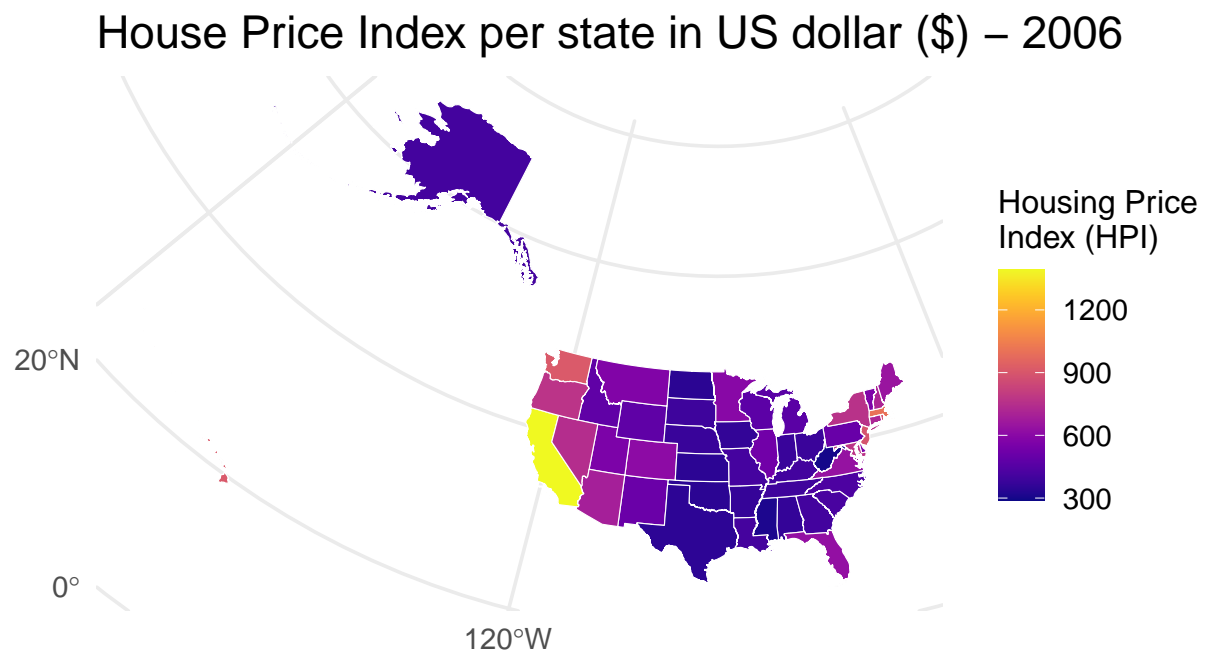 House Price Index per state in US dollar ($) – 2006
Housing Price
Index (HPI)
1200
900
600
300
20°N
0°
120°W